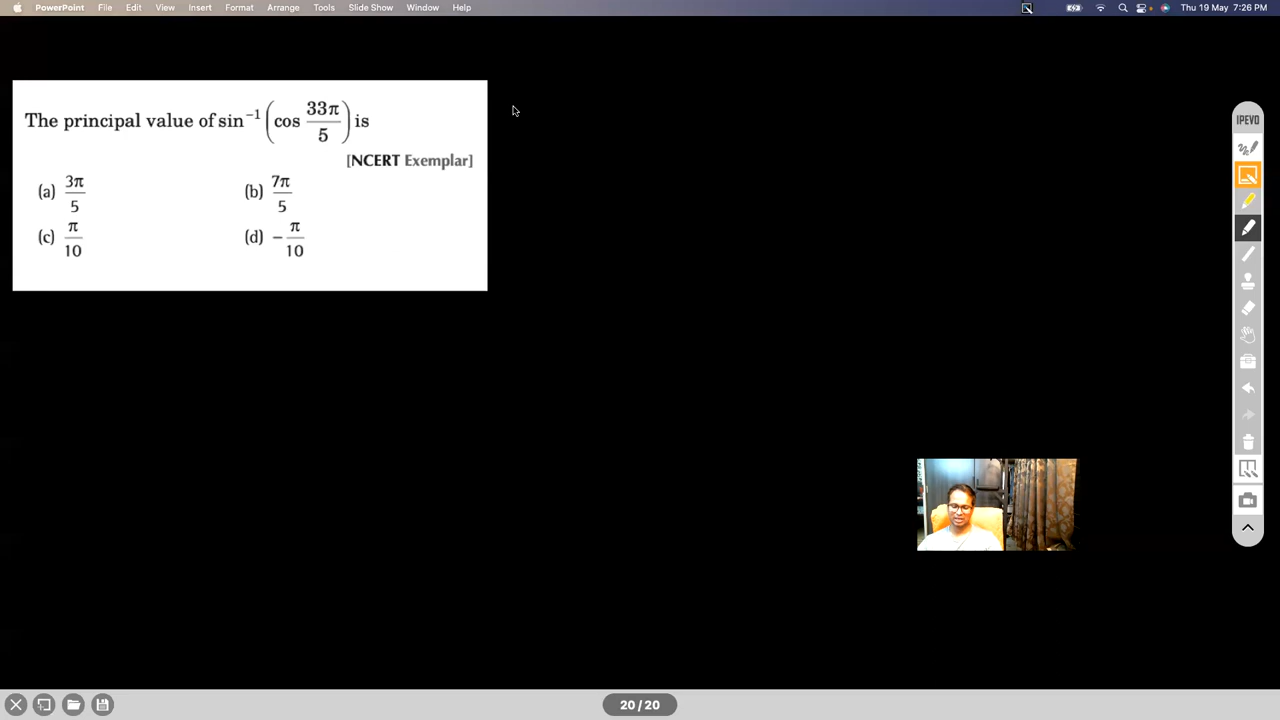 PowerPoint File Edit View Insert Format Arrange Tools Slide Show Window Help Thu 19 May 7:26 PM
The principal value of sin⁻¹ (cos 33π/5) is
[NCERT Exemplar]
(a) 3π/5 (b) 7π/5
(c) π/10 (d) −π/10
IPEVO
20 / 20